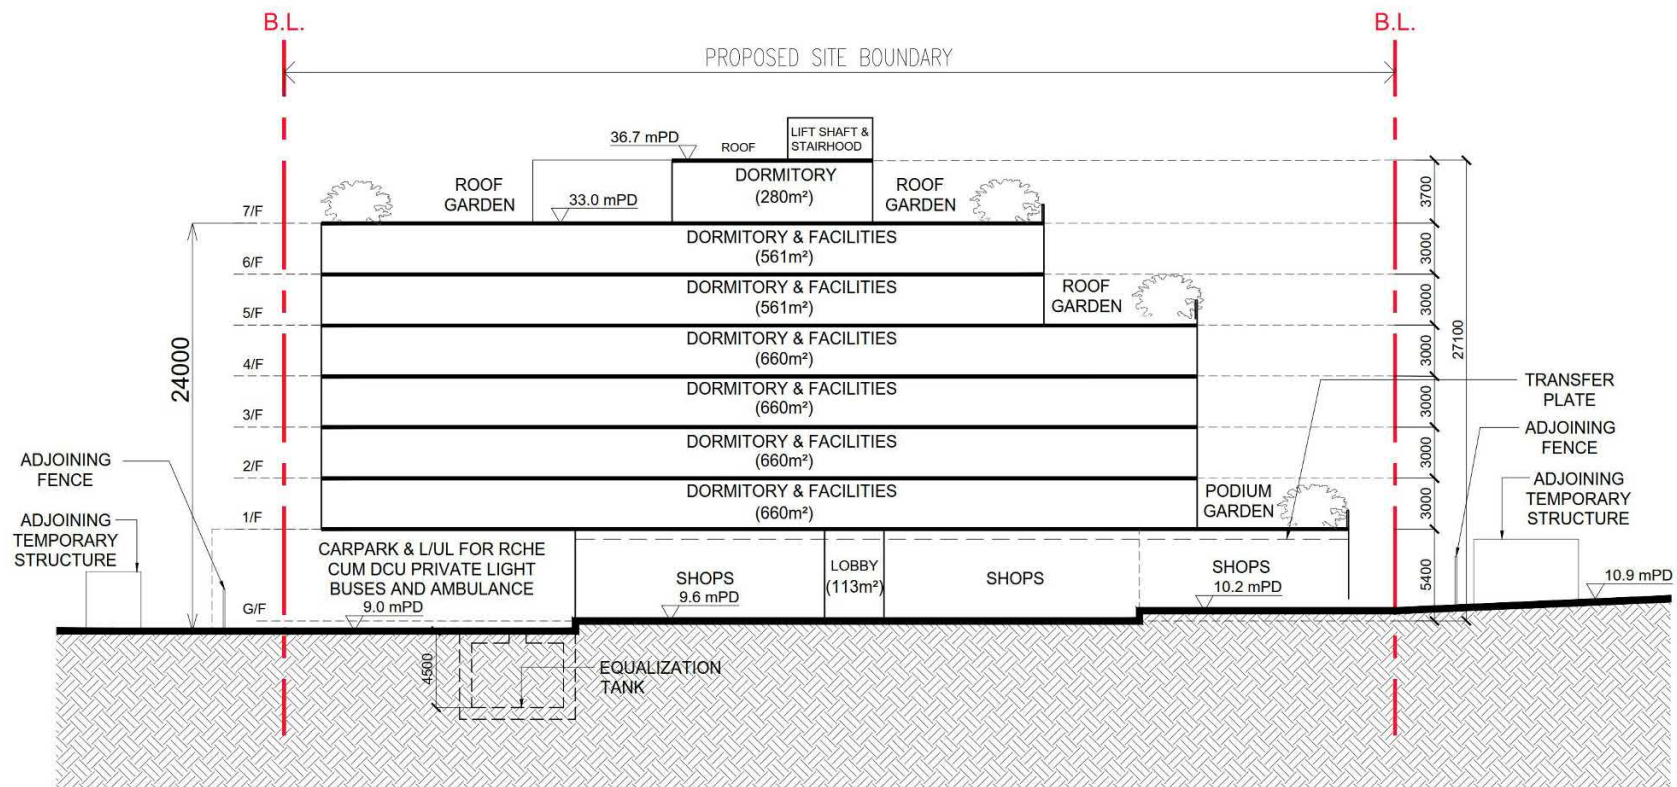 B.L.
B.L.
PROPOSED SITE BOUNDARY
LIFT SHAFT &
STAIRHOOD
36.7 mPD
ROOF
DORMITORY
(280m²)
ROOF
GARDEN
ROOF
GARDEN
33.0 mPD
3700
7/F
DORMITORY & FACILITIES
(561m²)
3000
6/F
DORMITORY & FACILITIES
(561m²)
ROOF
GARDEN
3000
5/F
DORMITORY & FACILITIES
(660m²)
3000
27100
24000
4/F
DORMITORY & FACILITIES
(660m²)
3000
TRANSFER
PLATE
3/F
DORMITORY & FACILITIES
(660m²)
3000
ADJOINING
FENCE
ADJOINING
FENCE
2/F
DORMITORY & FACILITIES
(660m²)
PODIUM
GARDEN
3000
ADJOINING
TEMPORARY
STRUCTURE
1/F
ADJOINING
TEMPORARY
STRUCTURE
CARPARK & L/UL FOR RCHE
CUM DCU PRIVATE LIGHT
BUSES AND AMBULANCE
SHOPS
LOBBY
(113m²)
SHOPS
SHOPS
5400
G/F
9.0 mPD
9.6 mPD
10.2 mPD
10.9 mPD
4500
EQUALIZATION
TANK